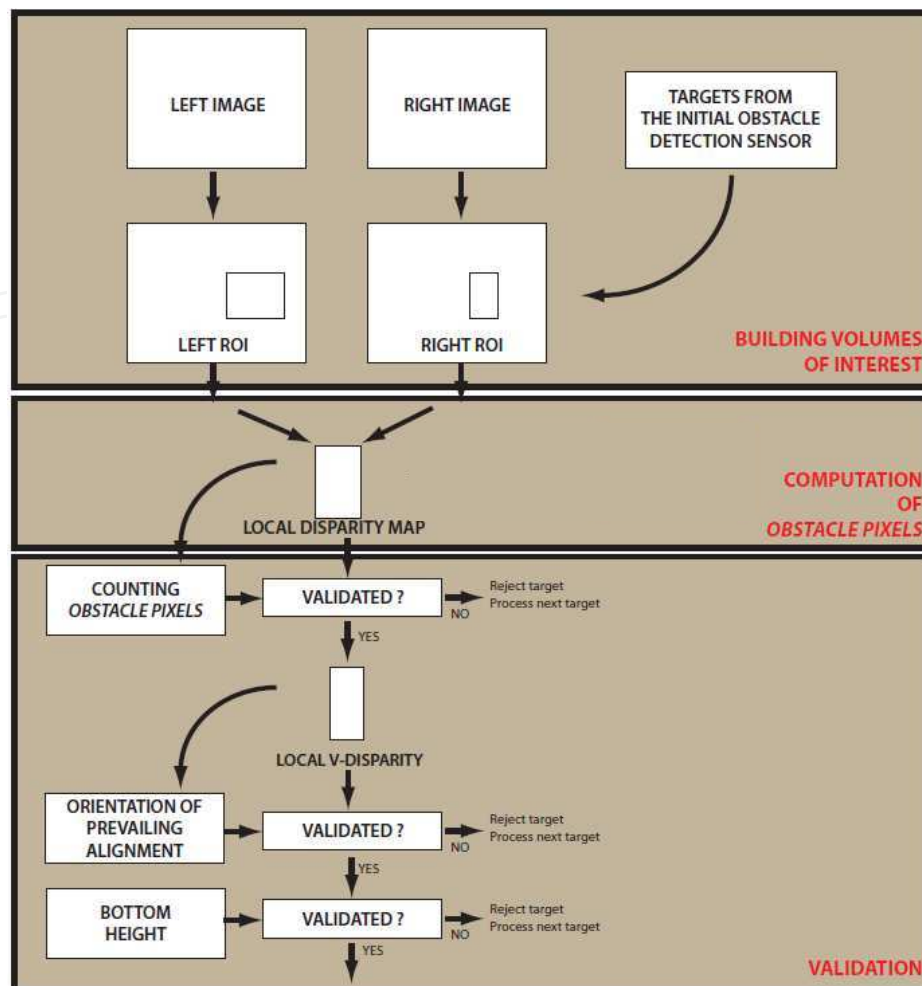 LEFT IMAGE
RIGHT IMAGE
TARGETS FROM
THE INITIAL OBSTACLE
DETECTION SENSOR
LEFT ROI
RIGHT ROI
BUILDING VOLUMES
OF INTEREST
LOCAL DISPARITY MAP
COMPUTATION
OF
OBSTACLE PIXELS
COUNTING
OBSTACLE PIXELS
VALIDATED ?
NO
Reject target
Process next target
YES
LOCAL V-DISPARITY
ORIENTATION OF
PREVAILING
ALIGNMENT
VALIDATED ?
NO
Reject target
Process next target
YES
BOTTOM
HEIGHT
VALIDATED ?
NO
Reject target
Process next target
YES
VALIDATION